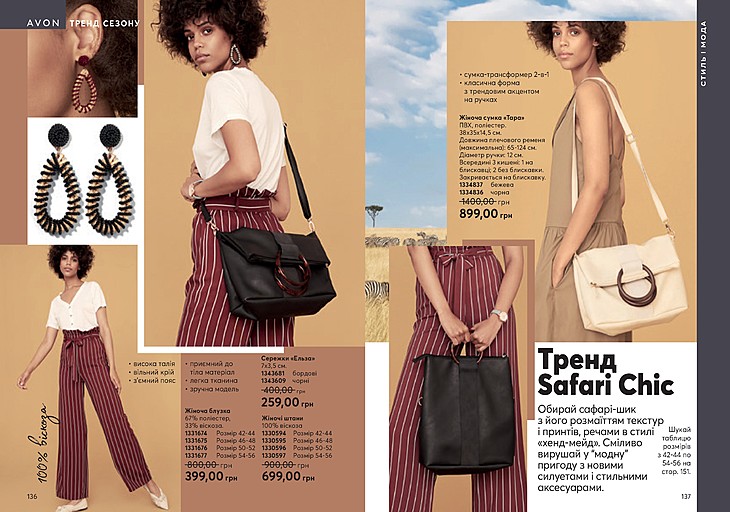 AVON ТРЕНД СЕЗОНУ
• висока талія
• вільний крій
• з'ємний пояс
• приємний до
тіла матеріал
• легка тканина
• зручна модель
Жіноча блузка
67% поліестер,
33% віскоза.
1331674 Розмір 42-44
1331675 Розмір 46-48
1331676 Розмір 50-52
1331677 Розмір 54-56
800,00 грн
399,00 грн
Сережки «Ельза»
7х3,5 см.
1343681 бордові
1343609 чорні
400,00 грн
259,00 грн
Жіночі штани
100% віскоза.
1330594 Розмір 42-44
1330595 Розмір 46-48
1330596 Розмір 50-52
1330597 Розмір 54-56
900,00 грн
699,00 грн
100% віскоза
136
СТИЛЬ І МОДА
• сумка-трансформер 2-в-1
• класична форма
з трендовим акцентом
на ручках
Жіноча сумка «Тара»
ПВХ, поліестер.
38х35х14,5 см.
Довжина плечового ременя
(максимальна): 65-124 см.
Діаметр ручки: 12 см.
Всередині 3 кишені: 1 на
блискавці; 2 без блискавки.
Закривається на блискавку.
1334837 бежева
1334836 чорна
1400,00 грн
899,00 грн
Тренд
Safari Chic
Обирай сафарі-шик
з його розмаїттям текстур
і принтів, речами в стилі
«хенд-мейд». Сміливо
вирушай у "модну"
пригоду з новими
силуетами і стильними
аксесуарами.
Шукай
таблицю
розмірів
з 42-44 по
54-56 на
стор. 151.
137